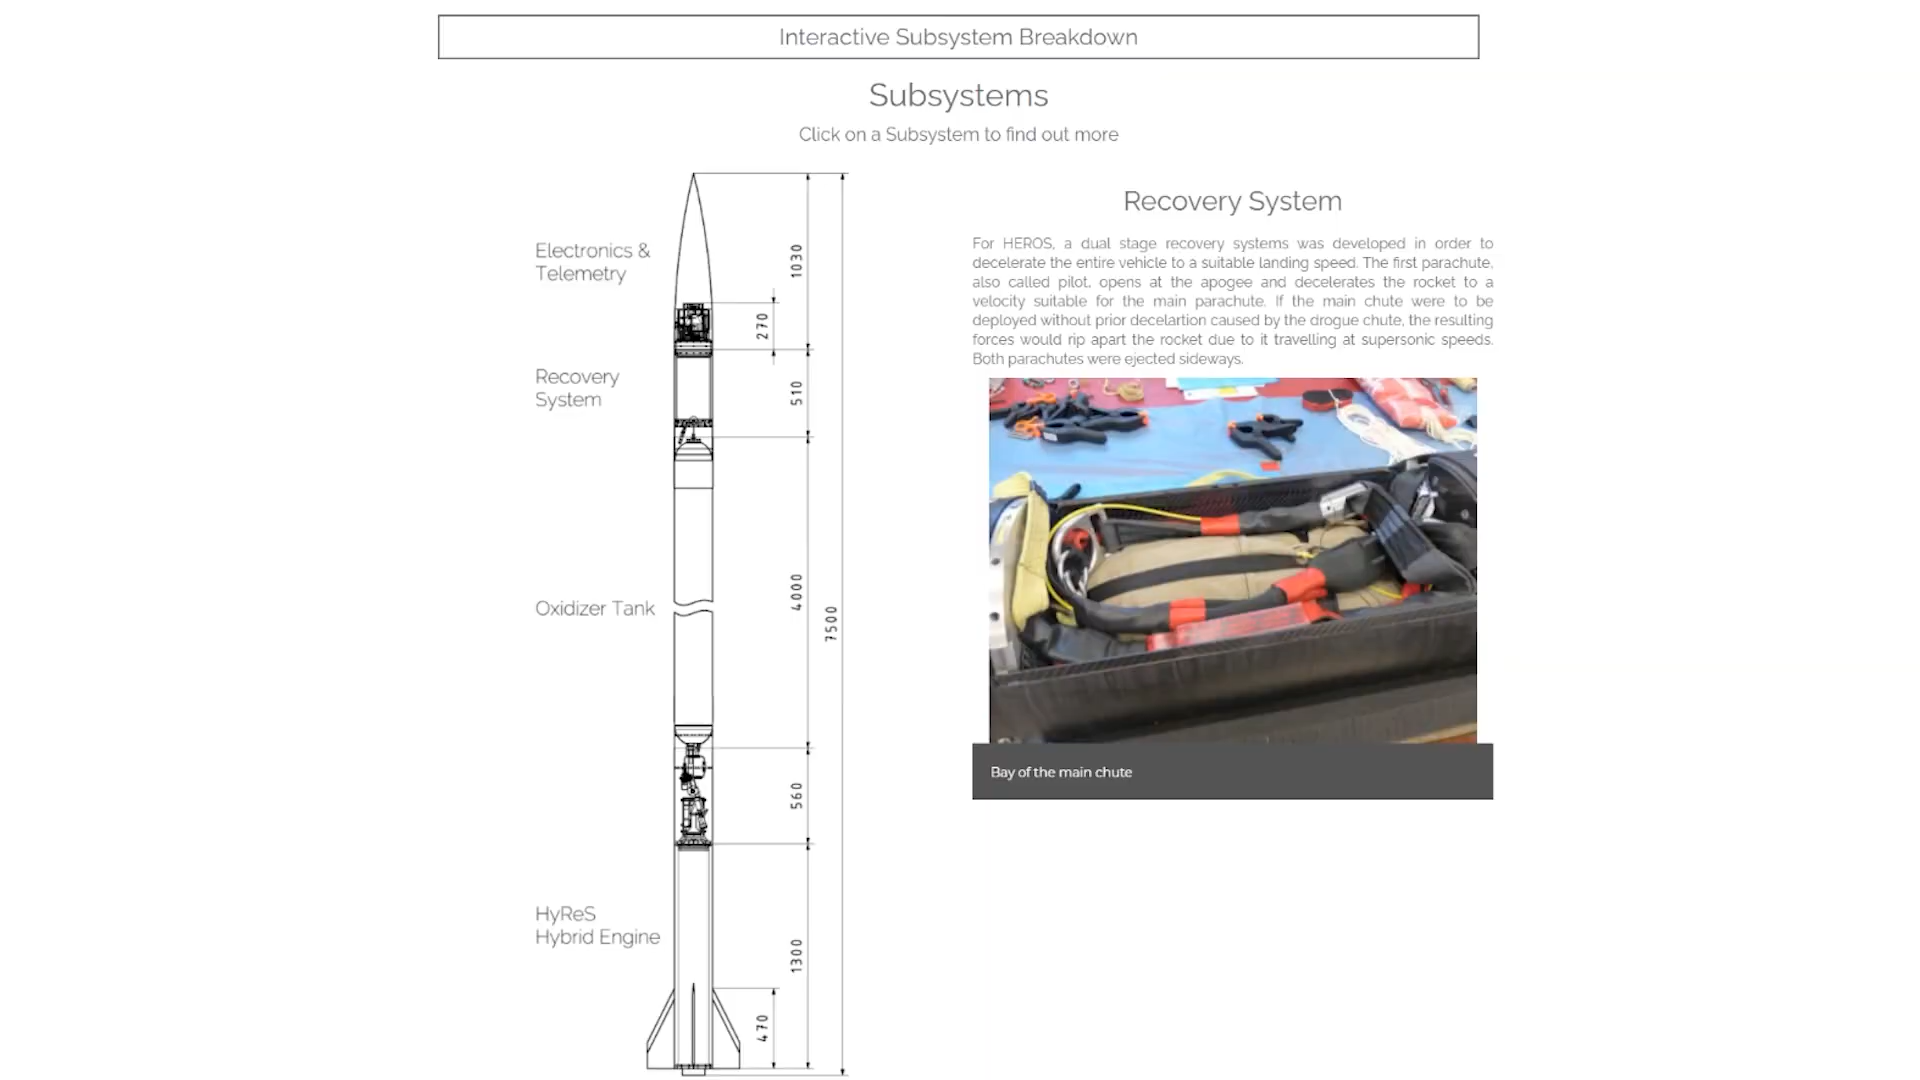 Interactive Subsystem Breakdown
Subsystems
Click on a Subsystem to find out more
Electronics &
Telemetry
Recovery
System
Oxidizer Tank
HyReS
Hybrid Engine
1030
270
510
4000
7500
560
1300
470
Recovery System
For HEROS, a dual stage recovery systems was developed in order to
decelerate the entire vehicle to a suitable landing speed. The first parachute,
also called pilot, opens at the apogee and decelerates the rocket to a
velocity suitable for the main parachute. If the main chute were to be
deployed without prior decelartion caused by the drogue chute, the resulting
forces would rip apart the rocket due to it travelling at supersonic speeds.
Both parachutes were ejected sideways.
Bay of the main chute